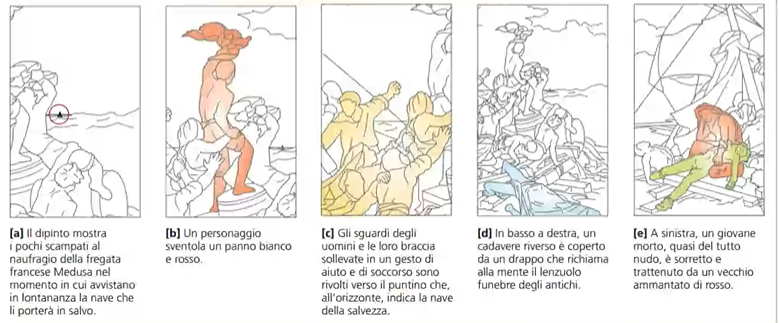 [a] Il dipinto mostra
i pochi scampati al
naufragio della fregata
francese Medusa nel
momento in cui avvistano
in lontananza la nave che
li porterà in salvo.
[b] Un personaggio
sventola un panno bianco
e rosso.
[c] Gli sguardi degli
uomini e le loro braccia
sollevate in un gesto di
aiuto e di soccorso sono
rivolti verso il puntino che,
all'orizzonte, indica la nave
della salvezza.
[d] In basso a destra, un
cadavere riverso è coperto
da un drappo che richiama
alla mente il lenzuolo
funebre degli antichi.
[e] A sinistra, un giovane
morto, quasi del tutto
nudo, è sorretto e
trattenuto da un vecchio
ammantato di rosso.